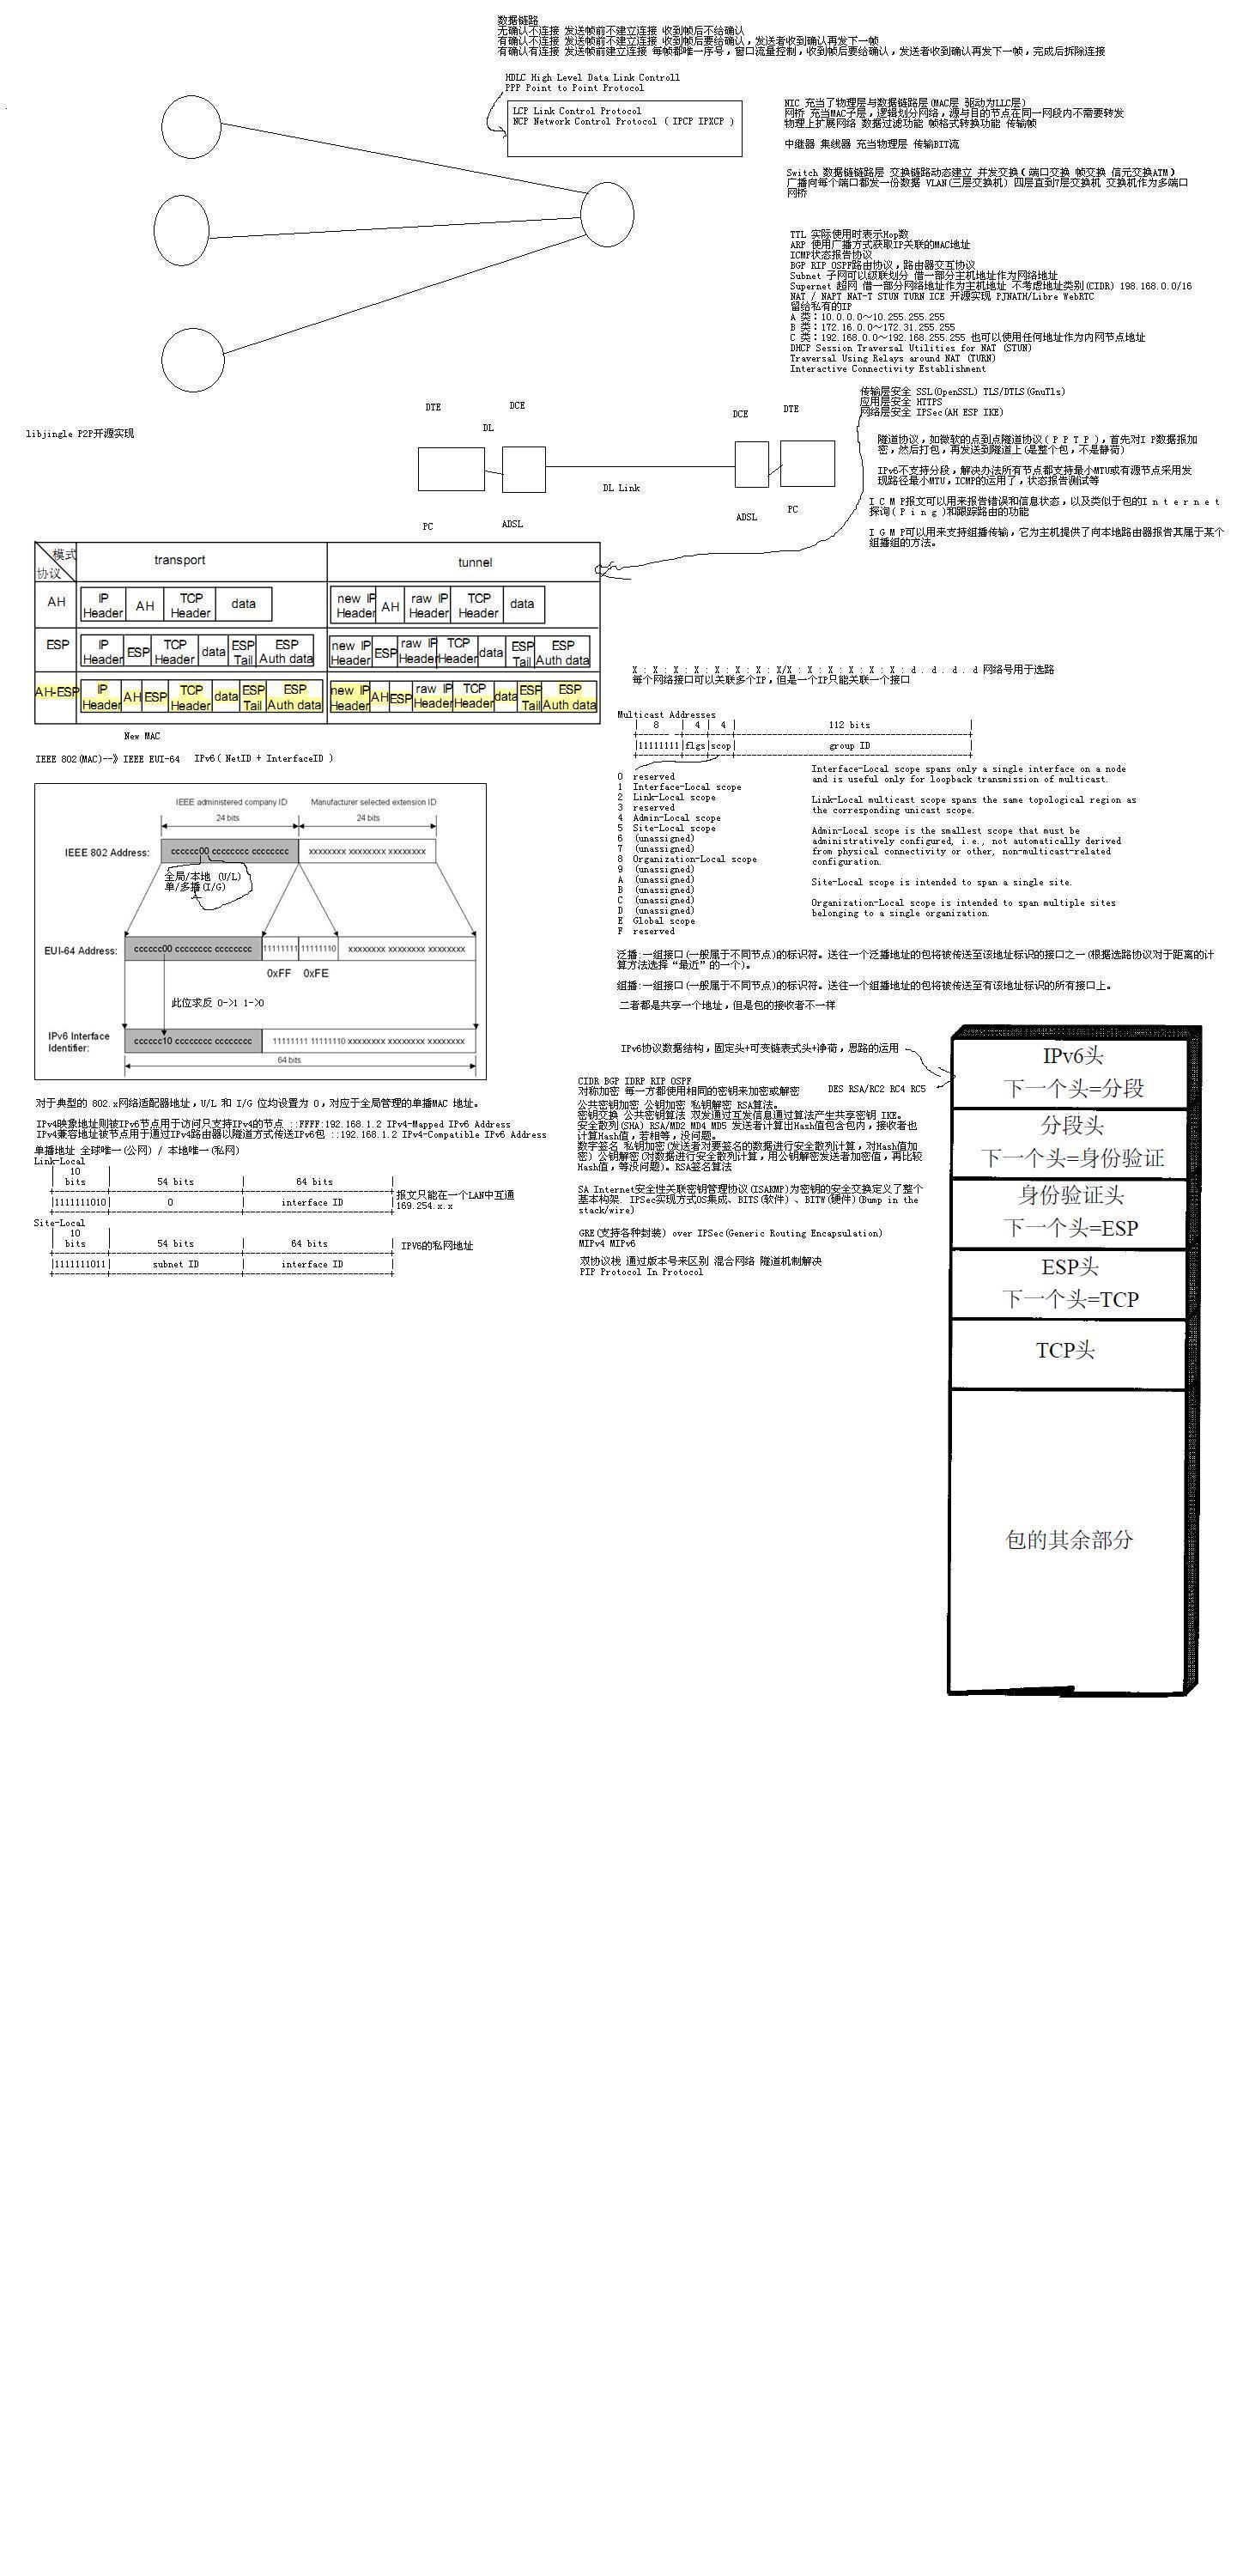 数据链路
无确认不连接 发送帧前不建立连接 收到帧后不给确认
有确认不连接 发送帧前不建立连接 收到帧后要给确认，发送者收到确认再发下一帧
有确认有连接 发送帧前建立连接 每帧都唯一序号，窗口流量控制，收到帧后要给确认，发送者收到确认再发下一帧，完成后拆除连接
HDLC High Level Data Link Controll
PPP Point to Point Protocol
LCP Link Control Protocol
NCP Network Control Protocol ( IPCP IPXCP )
NIC 充当了物理层与数据链路层(MAC层 驱动为LLC层)
网桥 充当MAC子层，逻辑划分网络，源与目的节点在同一网段内不需要转发
物理上扩展网络 数据过滤功能 帧格式转换功能 传输帧
中继器 集线器 充当物理层 传输BIT流
Switch 数据链链路层 交换链路动态建立 并发交换( 端口交换 帧交换 信元交换ATM )
广播向每个端口都发一份数据 VLAN(三层交换机) 四层直到7层交换机 交换机作为多端口
网桥
TTL 实际使用时表示Hop数
ARP 使用广播方式获取IP关联的MAC地址
ICMP状态报告协议
BGP RIP OSPF路由协议，路由器交互协议
Subnet 子网可以级联划分 借一部分主机地址作为网络地址
Supernet 超网 借一部分网络地址作为主机地址 不考虑地址类别(CIDR) 198.168.0.0/16
NAT / NAPT NAT-T STUN TURN ICE 开源实现 PJNATH/Libre WebRTC
留给私有的IP
A 类：10.0.0.0～10.255.255.255
B 类：172.16.0.0～172.31.255.255
C 类：192.168.0.0～192.168.255.255 也可以使用任何地址作为内网节点地址
DHCP Session Traversal Utilities for NAT (STUN)
Traversal Using Relays around NAT (TURN)
Interactive Connectivity Establishment
传输层安全 SSL(OpenSSL) TLS/DTLS(GnuTls)
应用层安全 HTTPS
网络层安全 IPSec(AH ESP IKE)
libjingle P2P开源实现
DTE
DCE
DL
DCE
DTE
DL Link
PC
ADSL
ADSL
PC
隧道协议，如微软的点到点隧道协议( P P T P )，首先对I P数据报加
密，然后打包，再发送到隧道上(是整个包，不是静荷)
IPv6不支持分段，解决办法所有节点都支持最小MTU或有源节点采用发
现路径最小MTU，ICMP的运用了，状态报告测试等
I C M P报文可以用来报告错误和信息状态，以及类似于包的I n t e r n e t
探询( P i n g )和跟踪路由的功能
I G M P可以用来支持组播传输，它为主机提供了向本地路由器报告其属于某个
组播组的方法。
模式
协议
transport
tunnel
AH
IP Header AH TCP Header data
new IP Header AH raw IP Header TCP Header data
ESP
IP Header ESP TCP Header data ESP Tail ESP Auth data
new IP Header ESP raw IP Header TCP Header data ESP Tail ESP Auth data
AH-ESP
IP Header AH ESP TCP Header data ESP Tail ESP Auth data
new IP Header AH ESP raw IP Header TCP Header data ESP Tail ESP Auth data
New MAC
IEEE 802(MAC)--》IEEE EUI-64 IPv6( NetID + InterfaceID )
IEEE administered company ID
Manufacturer selected extension ID
24 bits
24 bits
IEEE 802 Address:
cccccc00 cccccccc cccccccc
xxxxxxxx xxxxxxxx xxxxxxxx
全局/本地 (U/L)
单/多播(I/G)
EUI-64 Address:
cccccc00 cccccccc cccccccc
11111111 11111110
xxxxxxxx xxxxxxxx xxxxxxxx
0xFF 0xFE
此位求反 0->1 1->0
IPv6 Interface
Identifier:
cccccc10 cccccccc cccccccc
11111111 11111110 xxxxxxxx xxxxxxxx xxxxxxxx
64 bits
对于典型的 802.x网络适配器地址，U/L 和 I/G 位均设置为 0，对应于全局管理的单播MAC 地址。
IPv4映象地址则被IPv6节点用于访问只支持IPv4的节点 ::FFFF:192.168.1.2 IPv4-Mapped IPv6 Address
IPv4兼容地址被节点用于通过IPv4路由器以隧道方式传送IPv6包 ::192.168.1.2 IPv4-Compatible IPv6 Address
单播地址 全球唯一(公网) / 本地唯一(私网)
Link-Local
| 10
| bits | 54 bits | 64 bits |
|1111111010| 0 | interface ID |
报文只能在一个LAN中互通
169.254.x.x
Site-Local
| 10
| bits | 54 bits | 64 bits |
|1111111011| subnet ID | interface ID |
IPV6的私网地址
X : X : X : X : X : X : X : X/X : X : X : X : X : X : d . d . d . d 网络号用于选路
每个网络接口可以关联多个IP，但是一个IP只能关联一个接口
Multicast Addresses
| 8 | 4 | 4 | 112 bits |
|11111111|flgs|scop| group ID |
0 reserved
1 Interface-Local scope
2 Link-Local scope
3 reserved
4 Admin-Local scope
5 Site-Local scope
6 (unassigned)
7 (unassigned)
8 Organization-Local scope
9 (unassigned)
A (unassigned)
B (unassigned)
C (unassigned)
D (unassigned)
E Global scope
F reserved
Interface-Local scope spans only a single interface on a node
and is useful only for loopback transmission of multicast.
Link-Local multicast scope spans the same topological region as
the corresponding unicast scope.
Admin-Local scope is the smallest scope that must be
administratively configured, i.e., not automatically derived
from physical connectivity or other, non-multicast-related
configuration.
Site-Local scope is intended to span a single site.
Organization-Local scope is intended to span multiple sites
belonging to a single organization.
泛播:一组接口(一般属于不同节点)的标识符。送往一个泛播地址的包将被传送至该地址标识的接口之一(根据选路协议对于距离的计
算方法选择“最近”的一个)。
组播:一组接口(一般属于不同节点)的标识符。送往一个组播地址的包将被传送至有该地址标识的所有接口上。
二者都是共享一个地址，但是包的接收者不一样
IPv6协议数据结构，固定头+可变链表式头+净荷，思路的运用
CIDR BGP IDRP RIP OSPF
对称加密 每一方都使用相同的密钥来加密或解密 DES RSA/RC2 RC4 RC5
公共密钥加密 公钥加密 私钥解密 RSA算法。
密钥交换 公共密钥算法 双发通过互发信息通过算法产生共享密钥 IKE。
安全散列(SHA) RSA/MD2 MD4 MD5 发送者计算出Hash值包含包内，接收者也
计算Hash值，若相等，没问题。
数字签名 私钥加密(发送者对要签名的数据进行安全散列计算，对Hash值加
密) 公钥解密(对数据进行安全散列计算，用公钥解密发送者加密值，再比较
Hash值，等没问题)。RSA签名算法
SA Internet安全性关联密钥管理协议(ISAKMP)为密钥的安全交换定义了整个
基本构架. IPSec实现方式OS集成、BITS(软件) 、BITW(硬件)(Bump in the
stack/wire)
GRE(支持各种封装) over IPSec(Generic Routing Encapsulation)
MIPv4 MIPv6
双协议栈 通过版本号来区别 混合网络 隧道机制解决
PIP Protocol In Protocol
IPv6头
下一个头=分段
分段头
下一个头=身份验证
身份验证头
下一个头=ESP
ESP头
下一个头=TCP
TCP头
包的其余部分